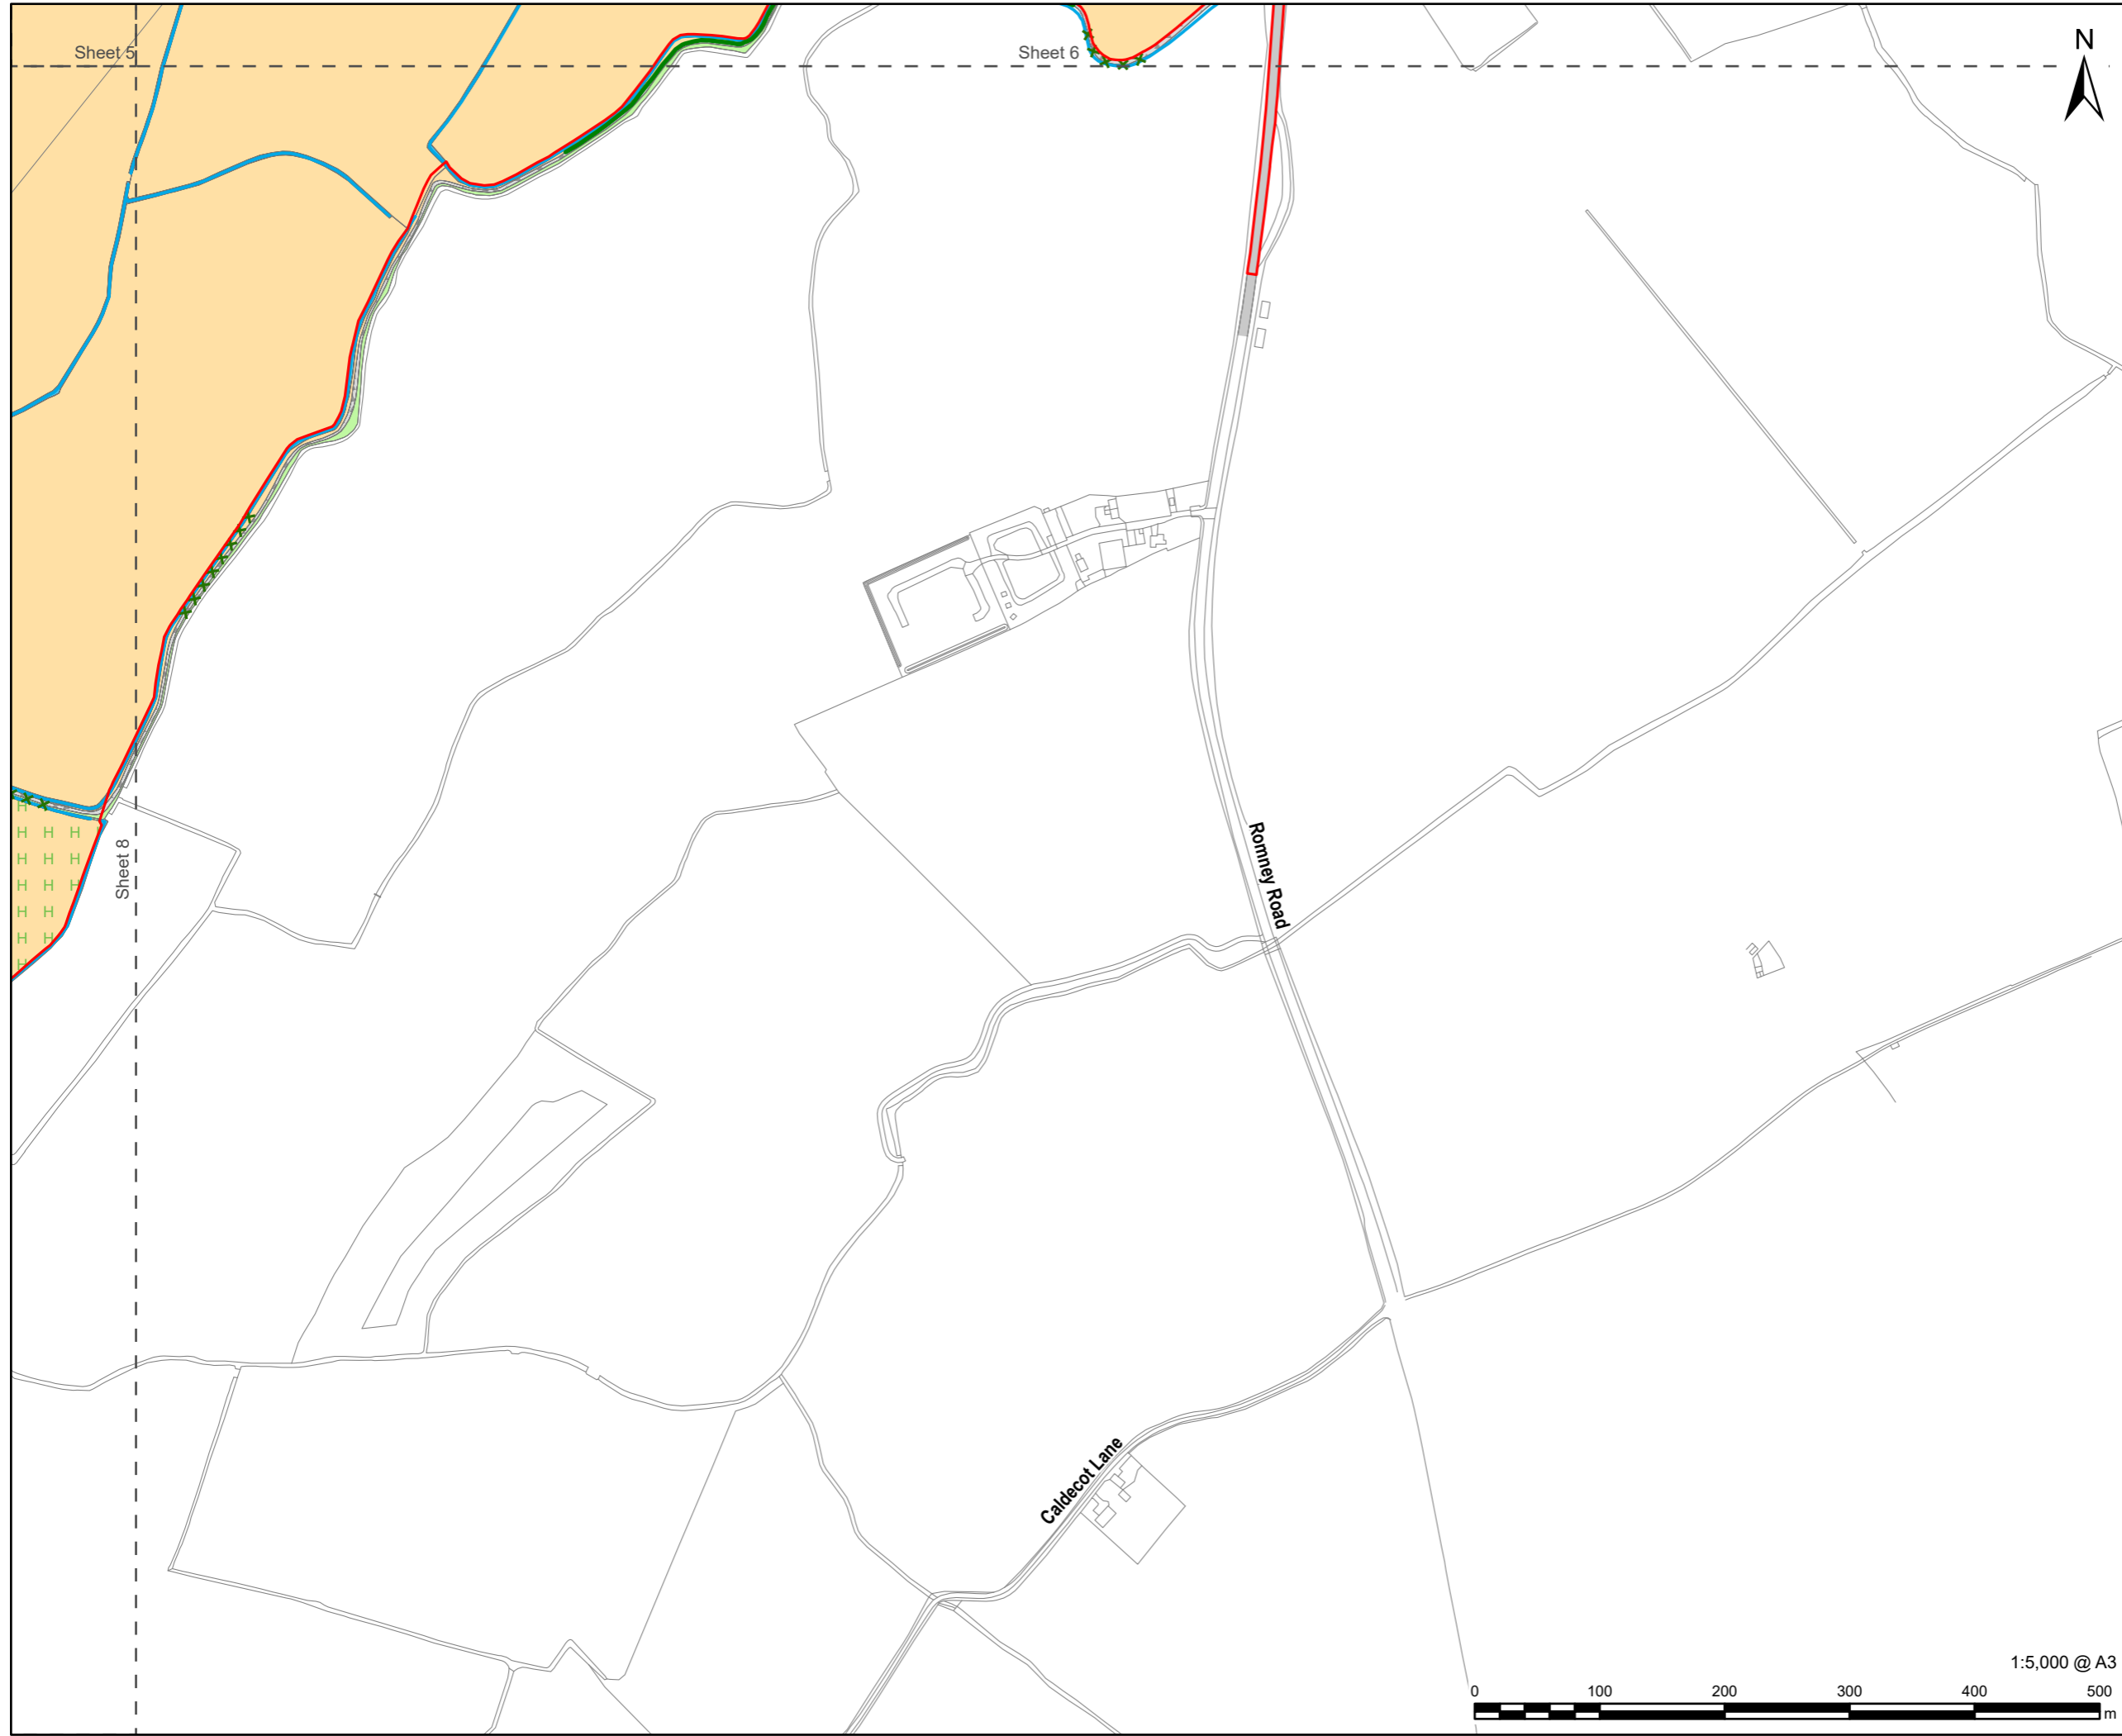 Sheet 5
Sheet 6
N
Sheet 8
H
H H H
H H H
H H H
H H
H H
H
Romney Road
Caldecot Lane
1:5,000 @ A3
0 100 200 300 400 500
m